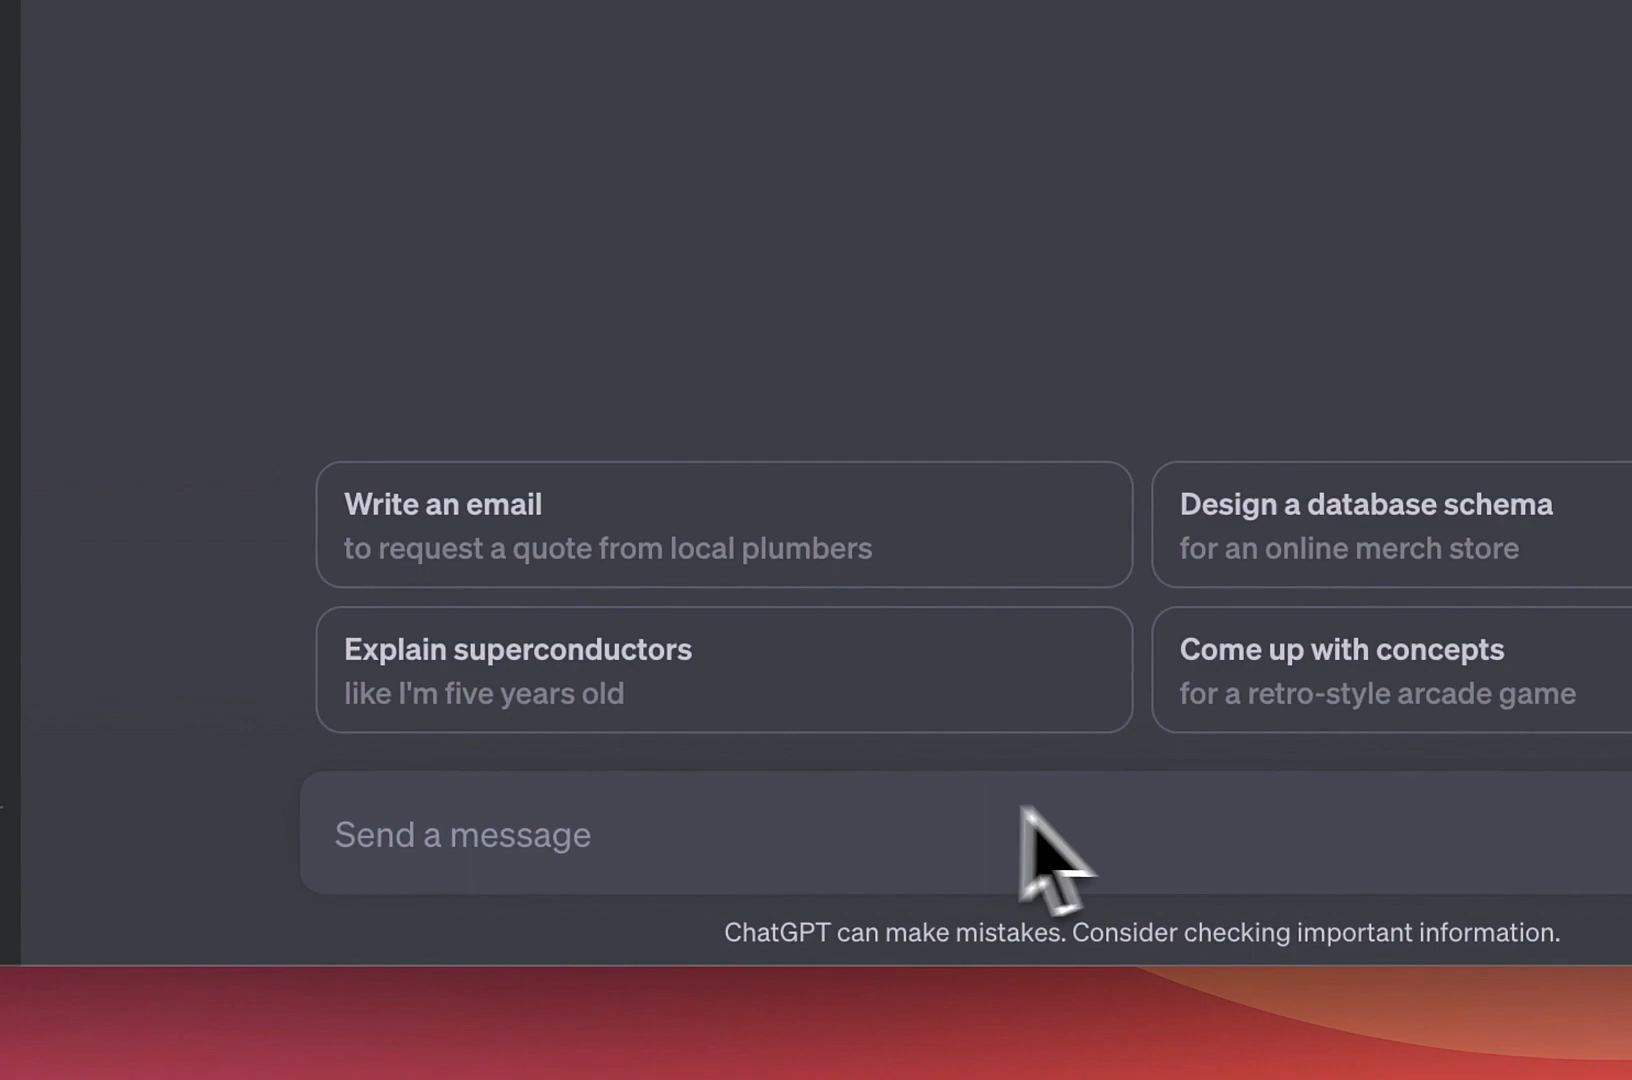 Write an email
to request a quote from local plumbers
Design a database schema
for an online merch store
Explain superconductors
like I'm five years old
Come up with concepts
for a retro-style arcade game
Send a message
ChatGPT can make mistakes. Consider checking important information.